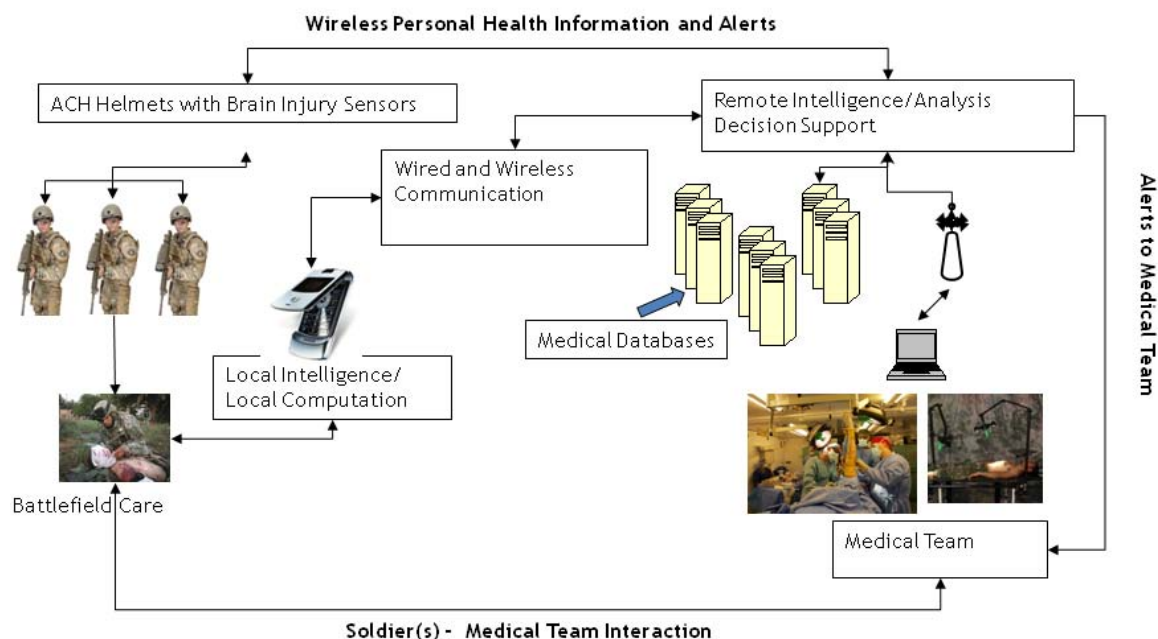 Wireless Personal Health Information and Alerts
ACH Helmets with Brain Injury Sensors
Remote Intelligence/Analysis
Decision Support
Wired and Wireless
Communication
Alerts to Medical Team
Medical Databases
Local Intelligence/
Local Computation
Battlefield Care
Medical Team
Soldier(s) - Medical Team Interaction